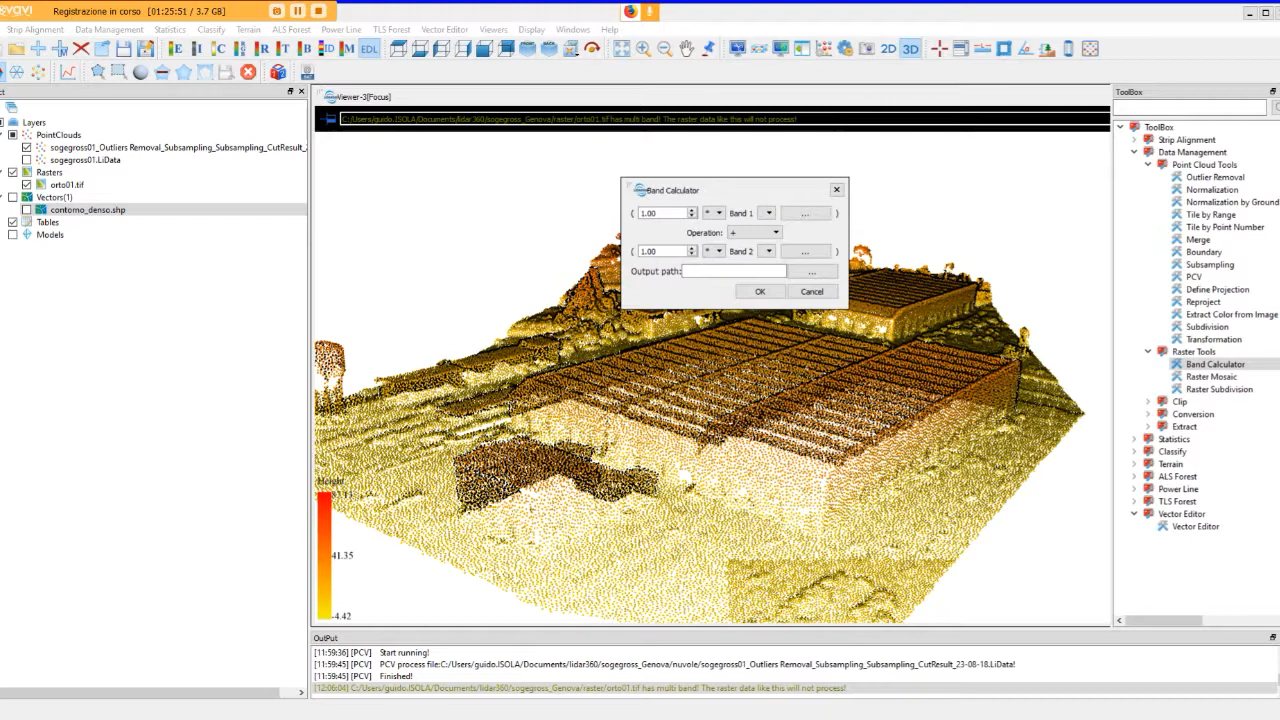 Registrazione in corso [01:25:51 / 3.7 GB]
Strip Alignment Data Management Statistics Classify Terrain ALS Forest Power Line TLS Forest Vector Editor Viewers Display Windows Help
E I C R T B ID M EDL 2D 3D
Viewer-3[Focus]
ToolBox
C:/Users/guido.ISOLA/Documents/lidar360/sogegross_Genova/raster/orto01.tif has multi band! The raster data like this will not process!
Layers
PointClouds
sogegross01_Outliers Removal_Subsampling_Subsampling_CutResult_2
sogegross01.LiData
Rasters
orto01.tif
Vectors(1)
contorno_denso.shp
Tables
Models
Band Calculator
( 1.00 * Band 1 ... )
Operation: +
( 1.00 * Band 2 ... )
Output path: ...
OK Cancel
Height
41.35
-4.42
ToolBox
Strip Alignment
Data Management
Point Cloud Tools
Outlier Removal
Normalization
Normalization by Ground
Tile by Range
Tile by Point Number
Merge
Boundary
Subsampling
PCV
Define Projection
Reproject
Extract Color from Image
Subdivision
Transformation
Raster Tools
Band Calculator
Raster Mosaic
Raster Subdivision
Clip
Conversion
Extract
Statistics
Classify
Terrain
ALS Forest
Power Line
TLS Forest
Vector Editor
Vector Editor
OutPut
[11:59:36] [PCV] Start running!
[11:59:45] [PCV] PCV process file:C:/Users/guido.ISOLA/Documents/lidar360/sogegross_Genova/nuvole/sogegross01_Outliers Removal_Subsampling_Subsampling_CutResult_23-08-18.LiData!
[11:59:45] [PCV] Finished!
[12:06:04] C:/Users/guido.ISOLA/Documents/lidar360/sogegross_Genova/raster/orto01.tif has multi band! The raster data like this will not process!